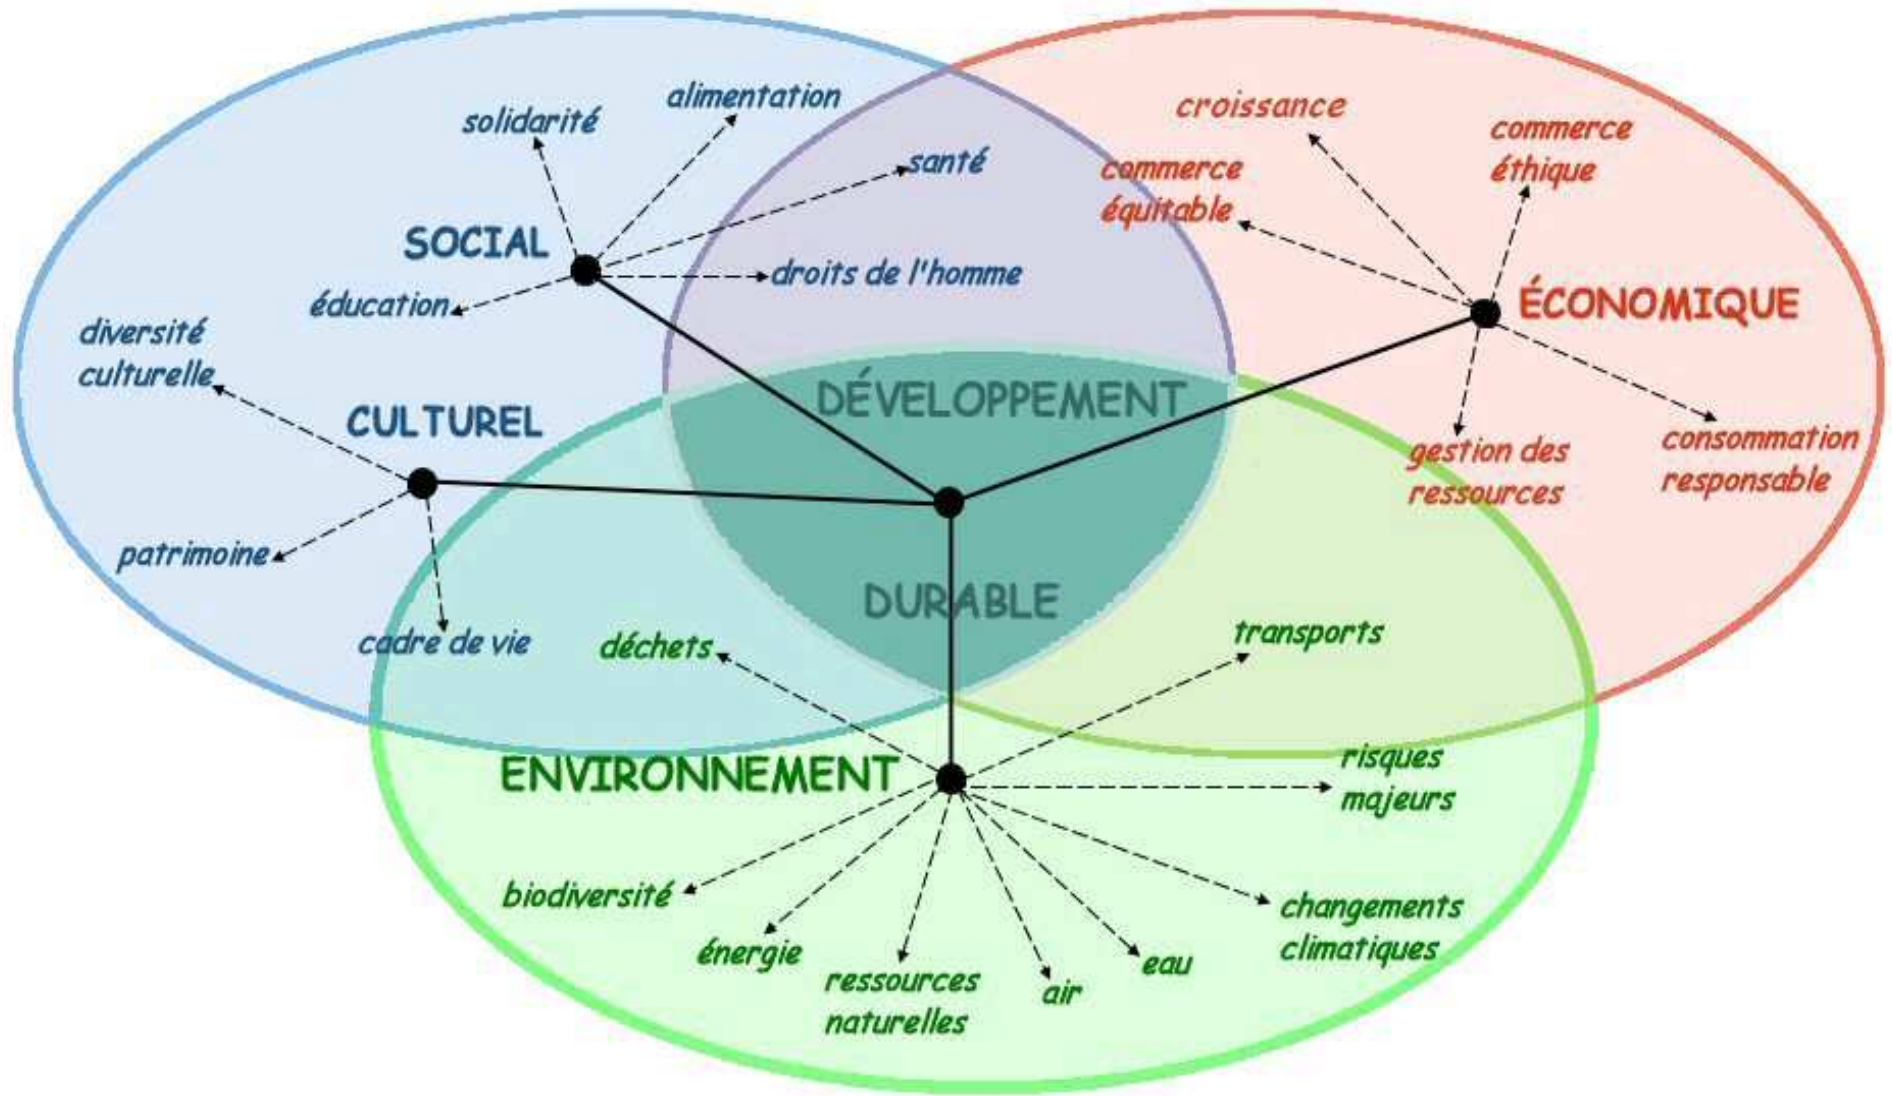 alimentation
solidarité
santé
SOCIAL
droits de l'homme
éducation
diversité
culturelle
CULTUREL
patrimoine
cadre de vie
croissance
commerce
éthique
commerce
équitable
ÉCONOMIQUE
gestion des
ressources
consommation
responsable
DÉVELOPPEMENT
DURABLE
déchets
transports
ENVIRONNEMENT
risques
majeurs
biodiversité
énergie
ressources
naturelles
air
eau
changements
climatiques